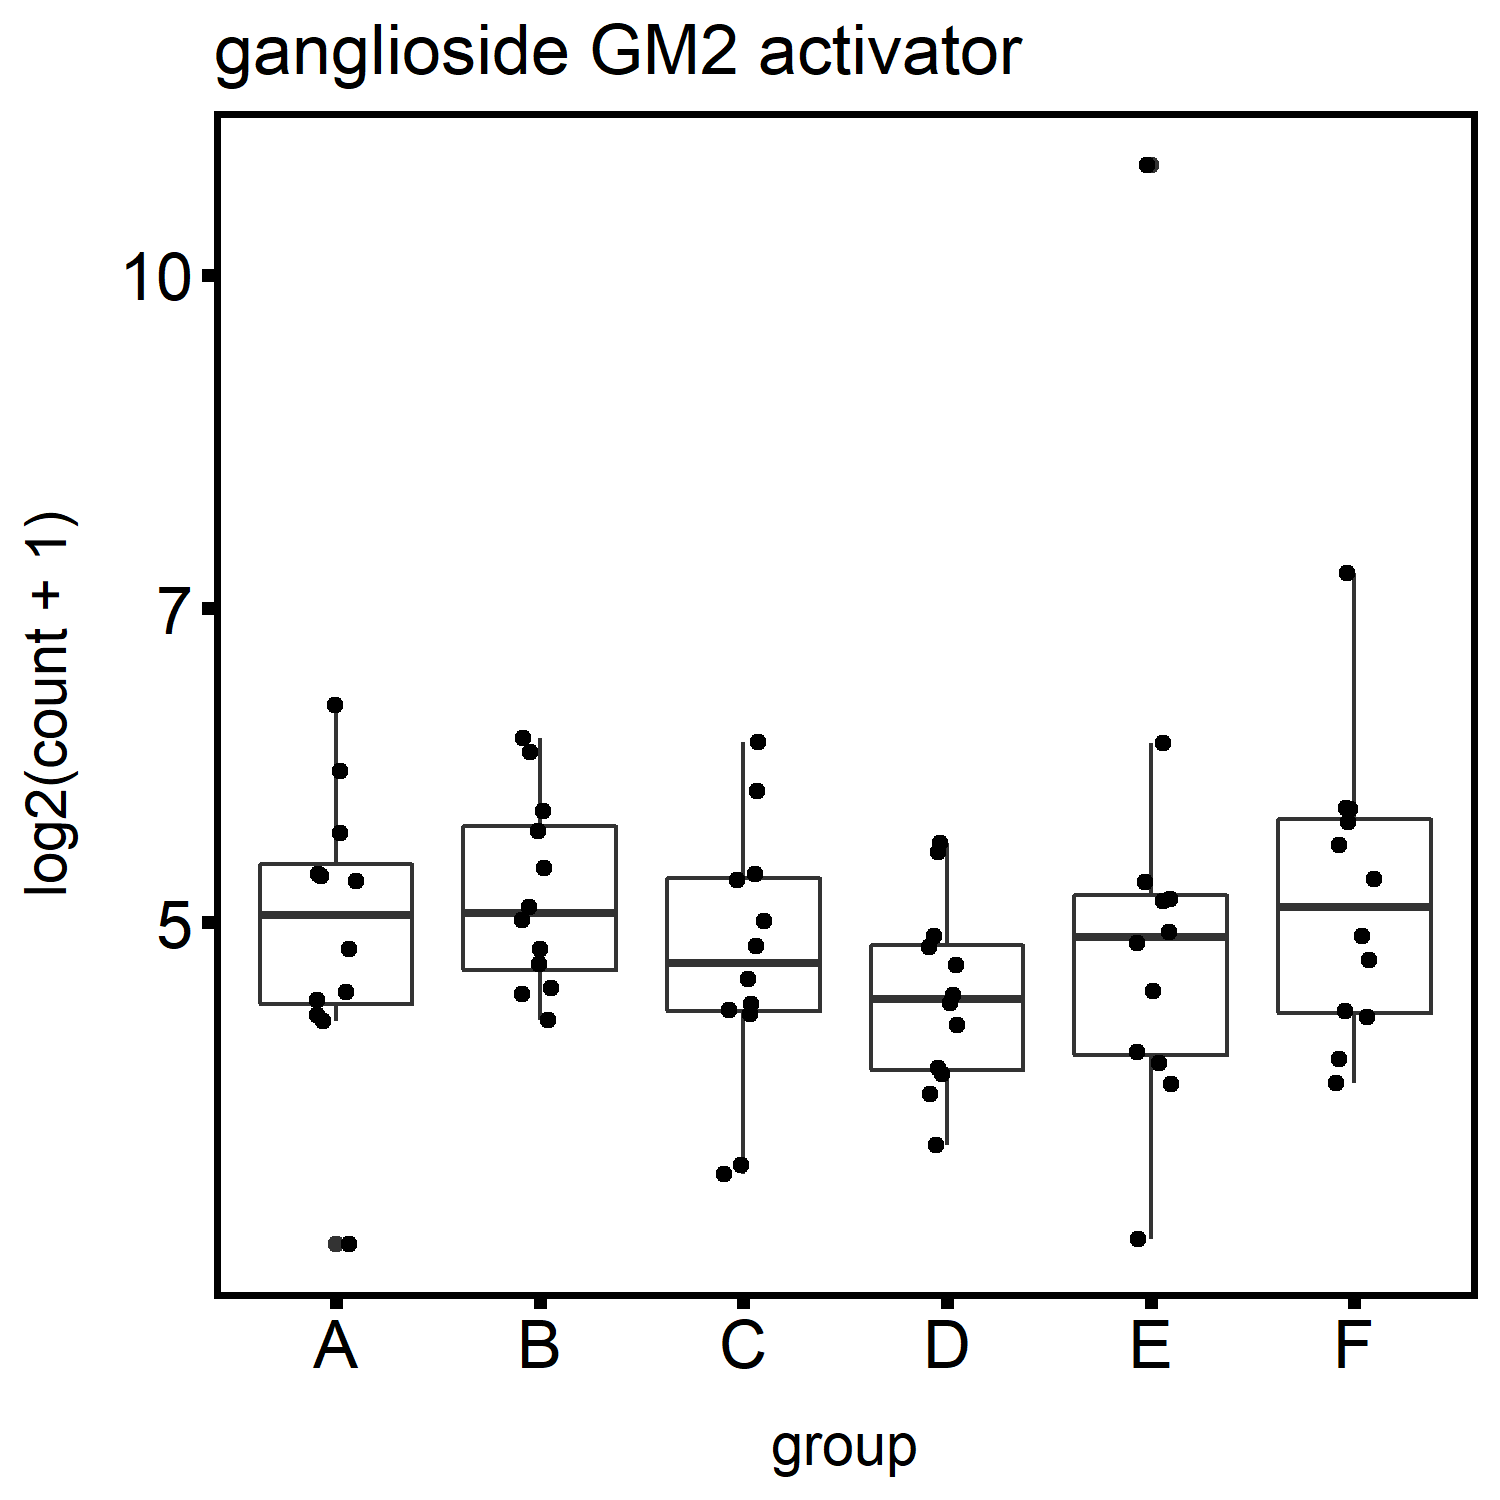 ganglioside GM2 activator
log2(count + 1)
10
7
5
A B C D E F
group